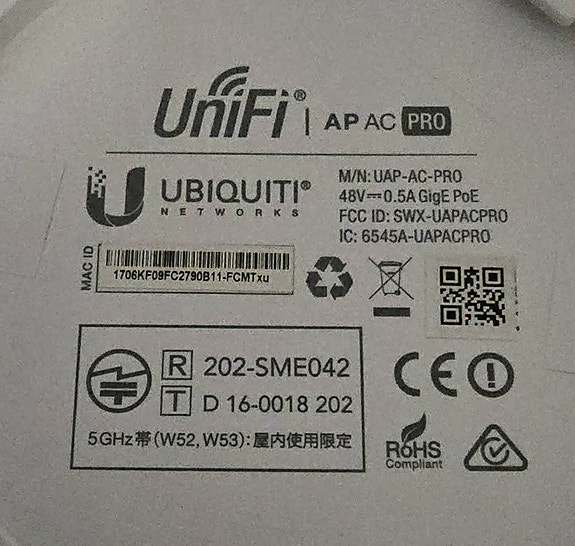 UniFi® | AP AC PRO
UBIQUITI®
NETWORKS
M/N: UAP-AC-PRO
48V⎓0.5A GigE PoE
FCC ID: SWX-UAPACPRO
IC: 6545A-UAPACPRO
MAC ID
1706KF09FC2790B11-FCMTxu
R 202-SME042
T D 16-0018 202
5GHz帯(W52,W53):屋内使用限定
CE
RoHS
Compliant